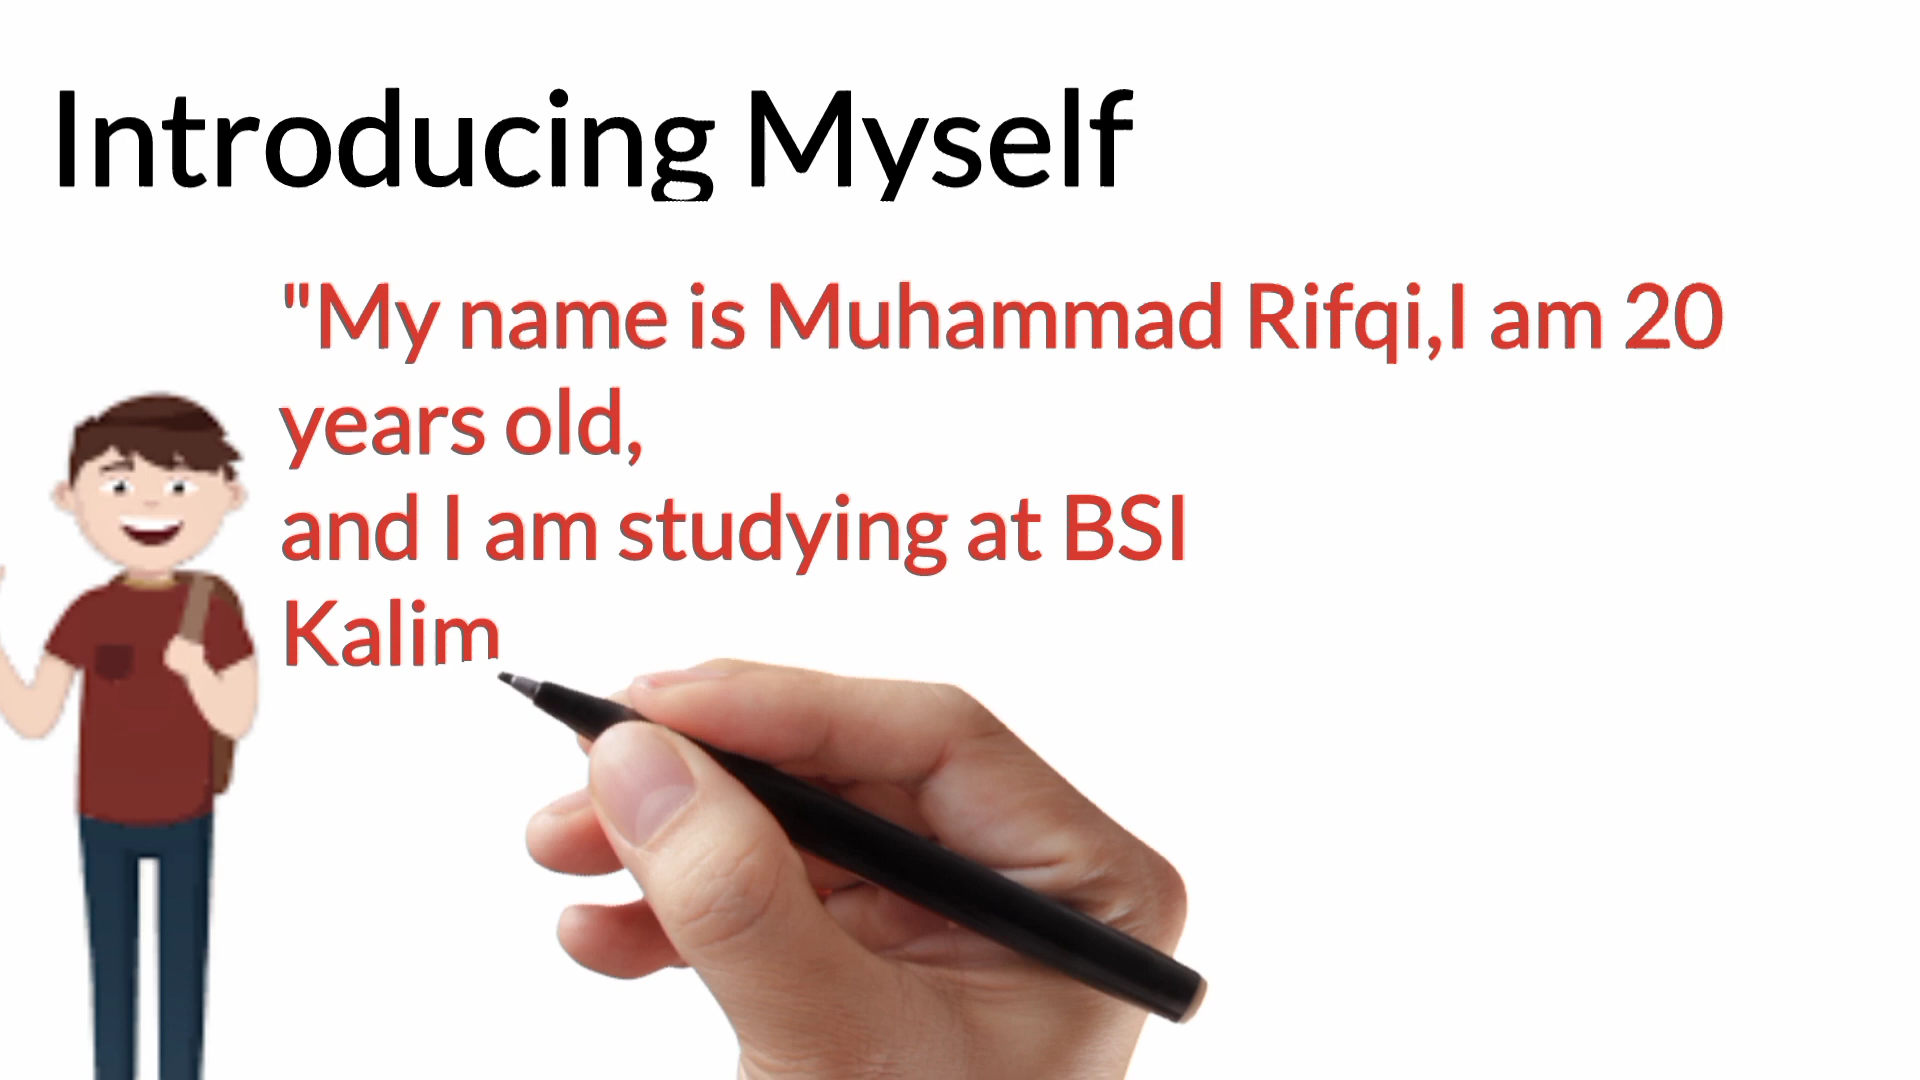 Introducing Myself
"My name is Muhammad Rifqi,I am 20
years old,
and I am studying at BSI
Kalim